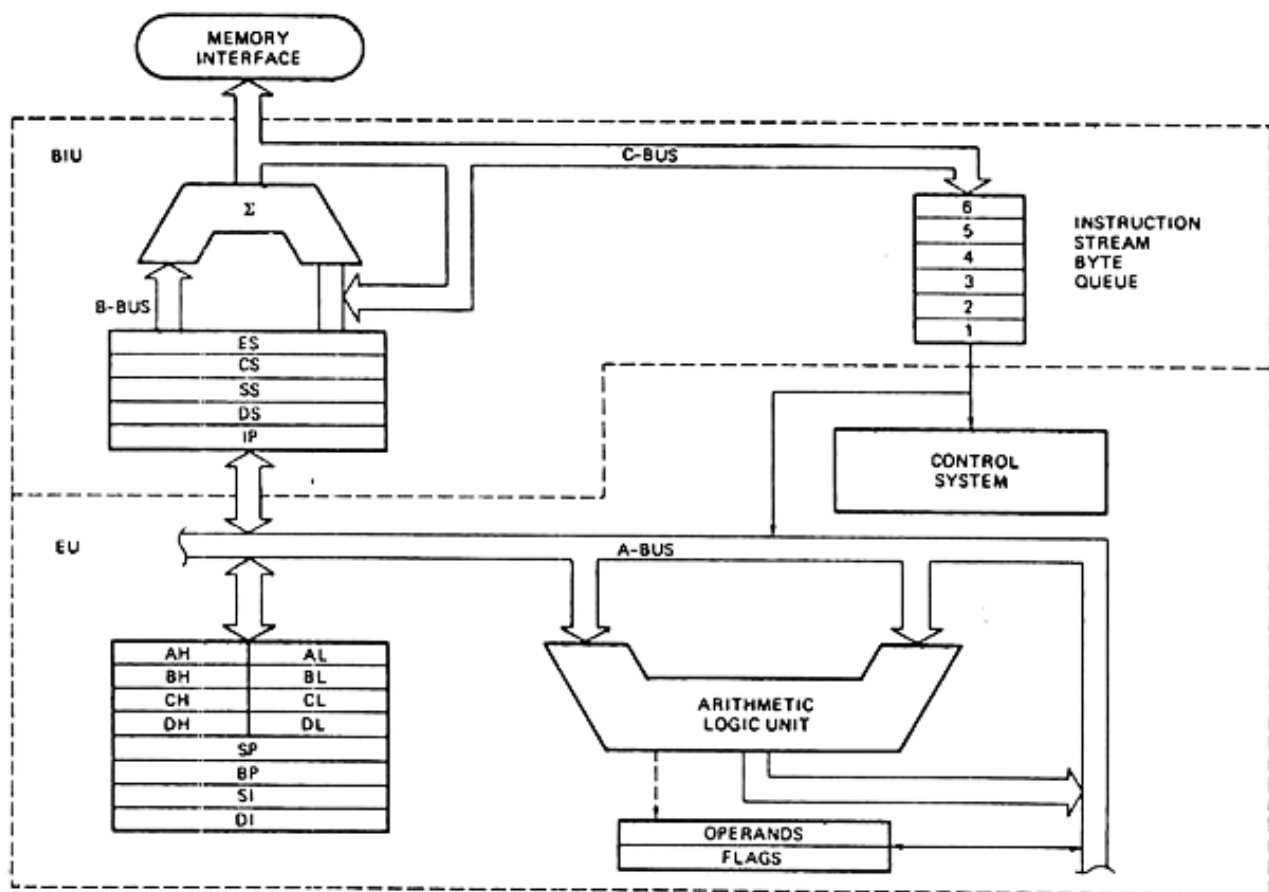 MEMORY
INTERFACE
BIU
C-BUS
Σ
6
5
4
3
2
1
INSTRUCTION
STREAM
BYTE
QUEUE
B-BUS
ES
CS
SS
DS
IP
CONTROL
SYSTEM
EU
A-BUS
AH AL
BH BL
CH CL
DH DL
SP
BP
SI
DI
ARITHMETIC
LOGIC UNIT
OPERANDS
FLAGS